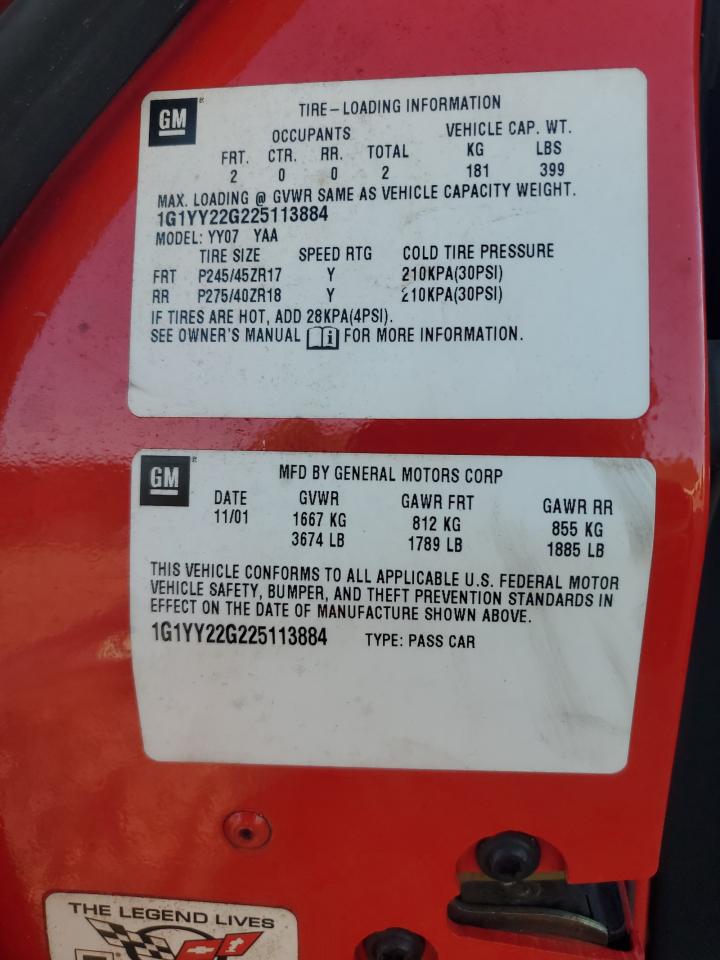 GM
TIRE-LOADING INFORMATION
OCCUPANTS VEHICLE CAP. WT.
FRT. CTR. RR. TOTAL KG LBS
2 0 0 2 181 399
MAX. LOADING @ GVWR SAME AS VEHICLE CAPACITY WEIGHT.
1G1YY22G225113884
MODEL: YY07 YAA
TIRE SIZE SPEED RTG COLD TIRE PRESSURE
FRT P245/45ZR17 Y 210KPA(30PSI)
RR P275/40ZR18 Y 210KPA(30PSI)
IF TIRES ARE HOT, ADD 28KPA(4PSI).
SEE OWNER'S MANUAL i FOR MORE INFORMATION.
GM
MFD BY GENERAL MOTORS CORP
DATE GVWR GAWR FRT GAWR RR
11/01 1667 KG 812 KG 855 KG
3674 LB 1789 LB 1885 LB
THIS VEHICLE CONFORMS TO ALL APPLICABLE U.S. FEDERAL MOTOR
VEHICLE SAFETY, BUMPER, AND THEFT PREVENTION STANDARDS IN
EFFECT ON THE DATE OF MANUFACTURE SHOWN ABOVE.
1G1YY22G225113884 TYPE: PASS CAR
THE LEGEND LIVES